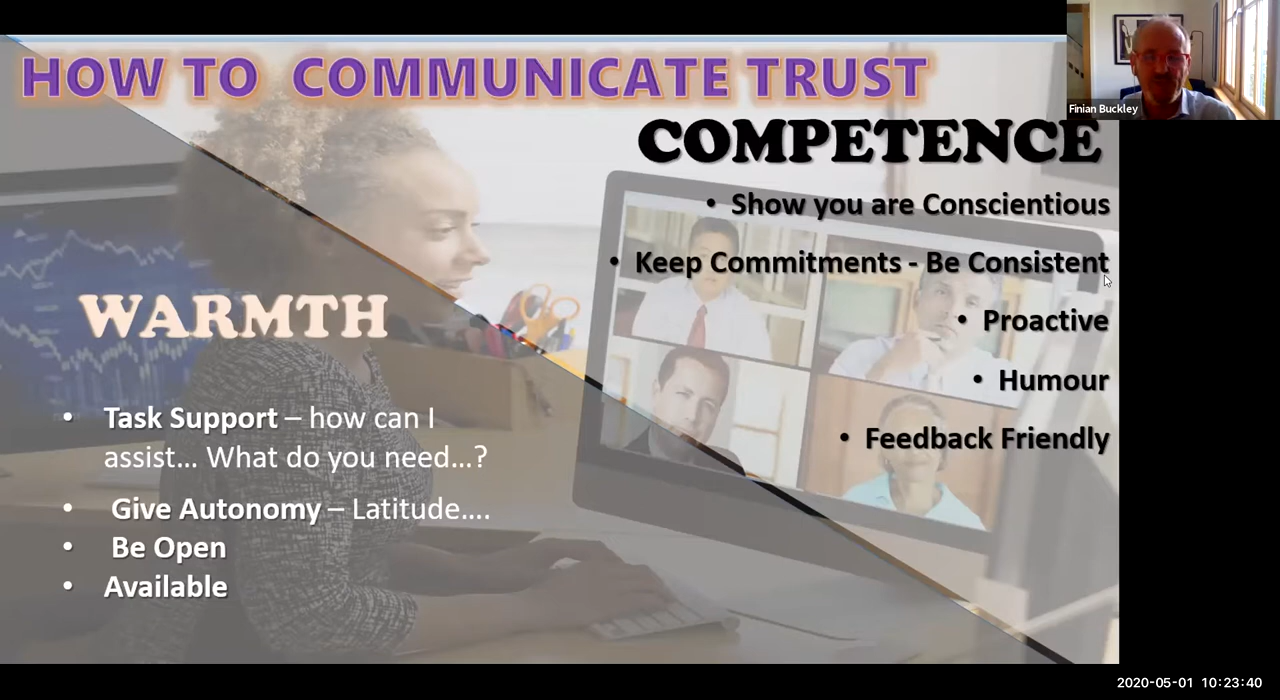 HOW TO COMMUNICATE TRUST
Finian Buckley
COMPETENCE
• Show you are Conscientious
• Keep Commitments - Be Consistent
• Proactive
• Humour
• Feedback Friendly
WARMTH
• Task Support – how can I
assist... What do you need...?
• Give Autonomy – Latitude....
• Be Open
• Available
2020-05-01 10:23:40